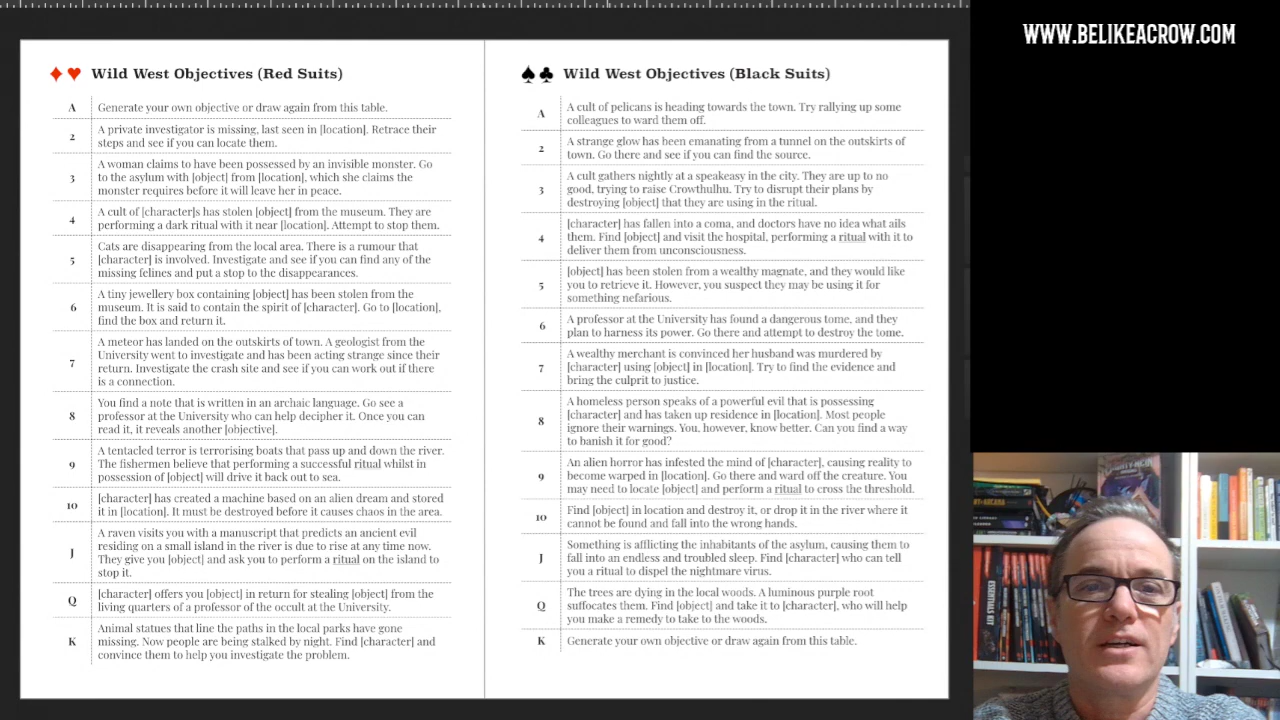 WWW.BELIKEACROW.COM
Wild West Objectives (Red Suits)
A
Generate your own objective or draw again from this table.
2
A private investigator is missing, last seen in [location]. Retrace their
steps and see if you can locate them.
3
A woman claims to have been possessed by an invisible monster. Go
to the asylum with [object] from [location], which she claims the
monster requires before it will leave her in peace.
4
A cult of [character]s has stolen [object] from the museum. They are
performing a dark ritual with it near [location]. Attempt to stop them.
5
Cats are disappearing from the local area. There is a rumour that
[character] is involved. Investigate and see if you can find any of the
missing felines and put a stop to the disappearances.
6
A tiny jewellery box containing [object] has been stolen from the
museum. It is said to contain the spirit of [character]. Go to [location],
find the box and return it.
7
A meteor has landed on the outskirts of town. A geologist from the
University went to investigate and has been acting strange since their
return. Investigate the crash site and see if you can work out if there
is a connection.
8
You find a note that is written in an archaic language. Go see a
professor at the University who can help decipher it. Once you can
read it, it reveals another [objective].
9
A tentacled terror is terrorising boats that pass up and down the river.
The fishermen believe that performing a successful ritual whilst in
possession of [object] will drive it back out to sea.
10
[character] has created a machine based on an alien dream and stored
it in [location]. It must be destroyed before it causes chaos in the area.
J
A raven visits you with a manuscript that predicts an ancient evil
residing on a small island in the river is due to rise at any time now.
They give you [object] and ask you to perform a ritual on the island to
stop it.
Q
[character] offers you [object] in return for stealing [object] from the
living quarters of a professor of the occult at the University.
K
Animal statues that line the paths in the local parks have gone
missing. Now people are being stalked by night. Find [character] and
convince them to help you investigate the problem.
Wild West Objectives (Black Suits)
A
A cult of pelicans is heading towards the town. Try rallying up some
colleagues to ward them off.
2
A strange glow has been emanating from a tunnel on the outskirts of
town. Go there and see if you can find the source.
3
A cult gathers nightly at a speakeasy in the city. They are up to no
good, trying to raise Crowthulhu. Try to disrupt their plans by
destroying [object] that they are using in the ritual.
4
[character] has fallen into a coma, and doctors have no idea what ails
them. Find [object] and visit the hospital, performing a ritual with it to
deliver them from unconsciousness.
5
[object] has been stolen from a wealthy magnate, and they would like
you to retrieve it. However, you suspect they may be using it for
something nefarious.
6
A professor at the University has found a dangerous tome, and they
plan to harness its power. Go there and attempt to destroy the tome.
7
A wealthy merchant is convinced her husband was murdered by
[character] using [object] in [location]. Try to find the evidence and
bring the culprit to justice.
8
A homeless person speaks of a powerful evil that is possessing
[character] and has taken up residence in [location]. Most people
ignore their warnings. You, however, know better. Can you find a way
to banish it for good?
9
An alien horror has infested the mind of [character], causing reality to
become warped in [location]. Go there and ward off the creature. You
may need to locate [object] and perform a ritual to cross the threshold.
10
Find [object] in location and destroy it, or drop it in the river where it
cannot be found and fall into the wrong hands.
J
Something is afflicting the inhabitants of the asylum, causing them to
fall into an endless and troubled sleep. Find [character] who can tell
you a ritual to dispel the nightmare virus.
Q
The trees are dying in the local woods. A luminous purple root
suffocates them. Find [object] and take it to [character], who will help
you make a remedy to take to the woods.
K
Generate your own objective or draw again from this table.
ESSENTIALS KIT